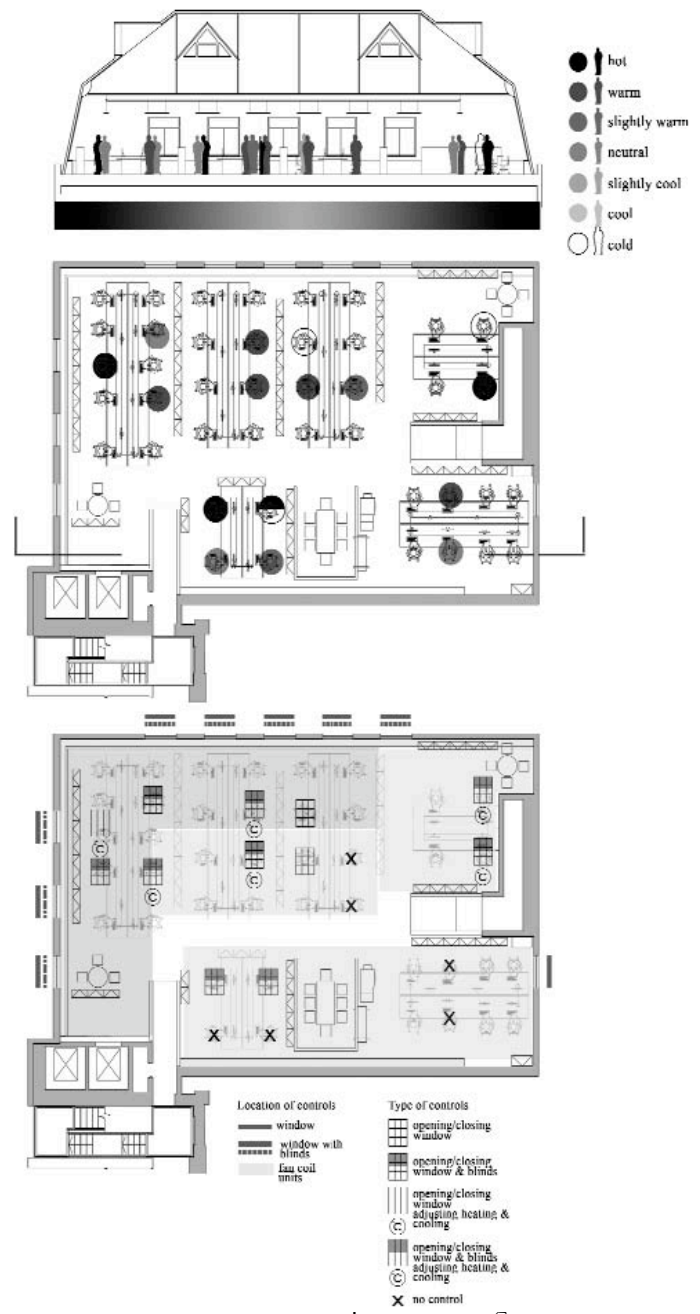 hot
warm
slightly warm
neutral
slightly cool
cool
cold
Location of controls
window
window with
blinds
fan coil
units
Type of controls
opening/closing
window
opening/closing
window & blinds
opening/closing
window
adjusting heating &
cooling
opening/closing
window & blinds
adjusting heating &
cooling
no control